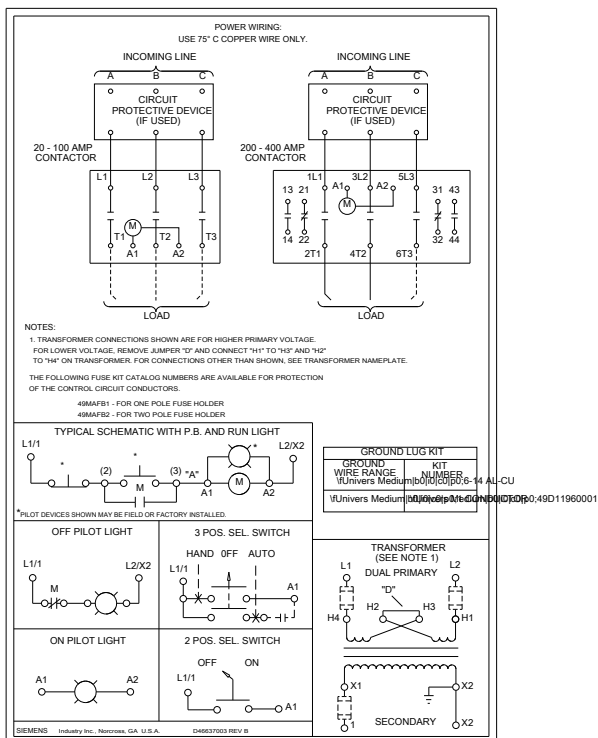 POWER WIRING:
USE 75° C COPPER WIRE ONLY.
INCOMING LINE
A B C
CIRCUIT
PROTECTIVE DEVICE
(IF USED)
20 - 100 AMP
CONTACTOR
L1 L2 L3
M
T1 T2 T3
A1 A2
LOAD
INCOMING LINE
A B C
CIRCUIT
PROTECTIVE DEVICE
(IF USED)
200 - 400 AMP
CONTACTOR
1L1 3L2 5L3
13 21 A1 A2 31 43
M
14 22 32 44
2T1 4T2 6T3
LOAD
NOTES:
1. TRANSFORMER CONNECTIONS SHOWN ARE FOR HIGHER PRIMARY VOLTAGE.
FOR LOWER VOLTAGE, REMOVE JUMPER "D" AND CONNECT "H1" TO "H3" AND "H2"
TO "H4" ON TRANSFORMER. FOR CONNECTIONS OTHER THAN SHOWN, SEE TRANSFORMER NAMEPLATE.
THE FOLLOWING FUSE KIT CATALOG NUMBERS ARE AVAILABLE FOR PROTECTION
OF THE CONTROL CIRCUIT CONDUCTORS.
49MAFB1 - FOR ONE POLE FUSE HOLDER
49MAFB2 - FOR TWO POLE FUSE HOLDER
TYPICAL SCHEMATIC WITH P.B. AND RUN LIGHT
L1/1 * L2/X2
* (2) * (3) "A"
M A1 M A2
*PILOT DEVICES SHOWN MAY BE FIELD OR FACTORY INSTALLED.
GROUND LUG KIT
GROUND
WIRE RANGE
KIT
NUMBER
\fUnivers Medium|b0|i0|c0|p0;6-14 AL-CU
\fUnivers Medium
49D11960001
OFF PILOT LIGHT
L1/1 L2/X2
M
3 POS. SEL. SWITCH
HAND 0FF AUTO
L1/1
A1
ON PILOT LIGHT
A1 A2
2 POS. SEL. SWITCH
OFF ON
L1/1
A1
TRANSFORMER
(SEE NOTE 1)
L1 L2
DUAL PRIMARY
"D"
H2 H3
H4 H1
X1 X2
SECONDARY
1 X2
SIEMENS Industry Inc., Norcross, GA U.S.A. D46637003 REV B